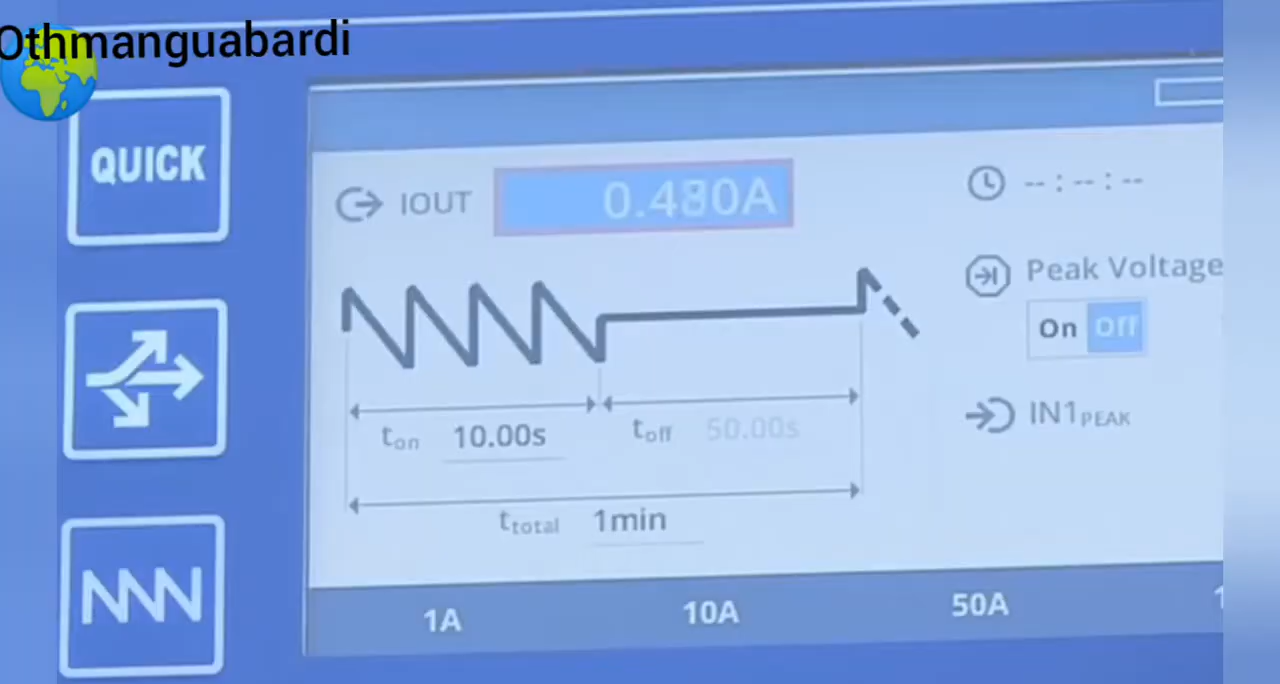 Othmanguabardi
QUICK
IOUT 0.480A
-- : -- : --
Peak Voltage
On Off
IN1PEAK
ton 10.00s toff 50.00s
ttotal 1min
1A 10A 50A